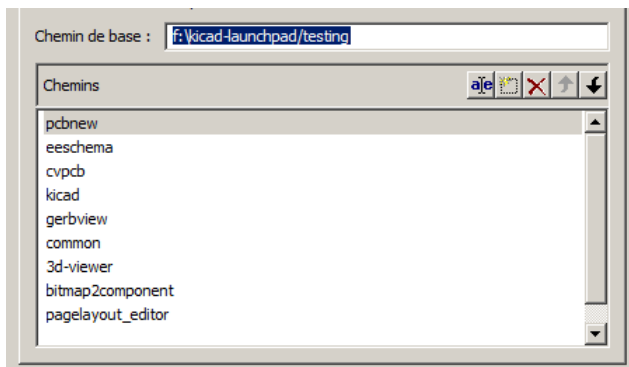 Chemin de base :
f:\kicad-launchpad/testing
Chemins
pcbnew
eeschema
cvpcb
kicad
gerbview
common
3d-viewer
bitmap2component
pagelayout_editor